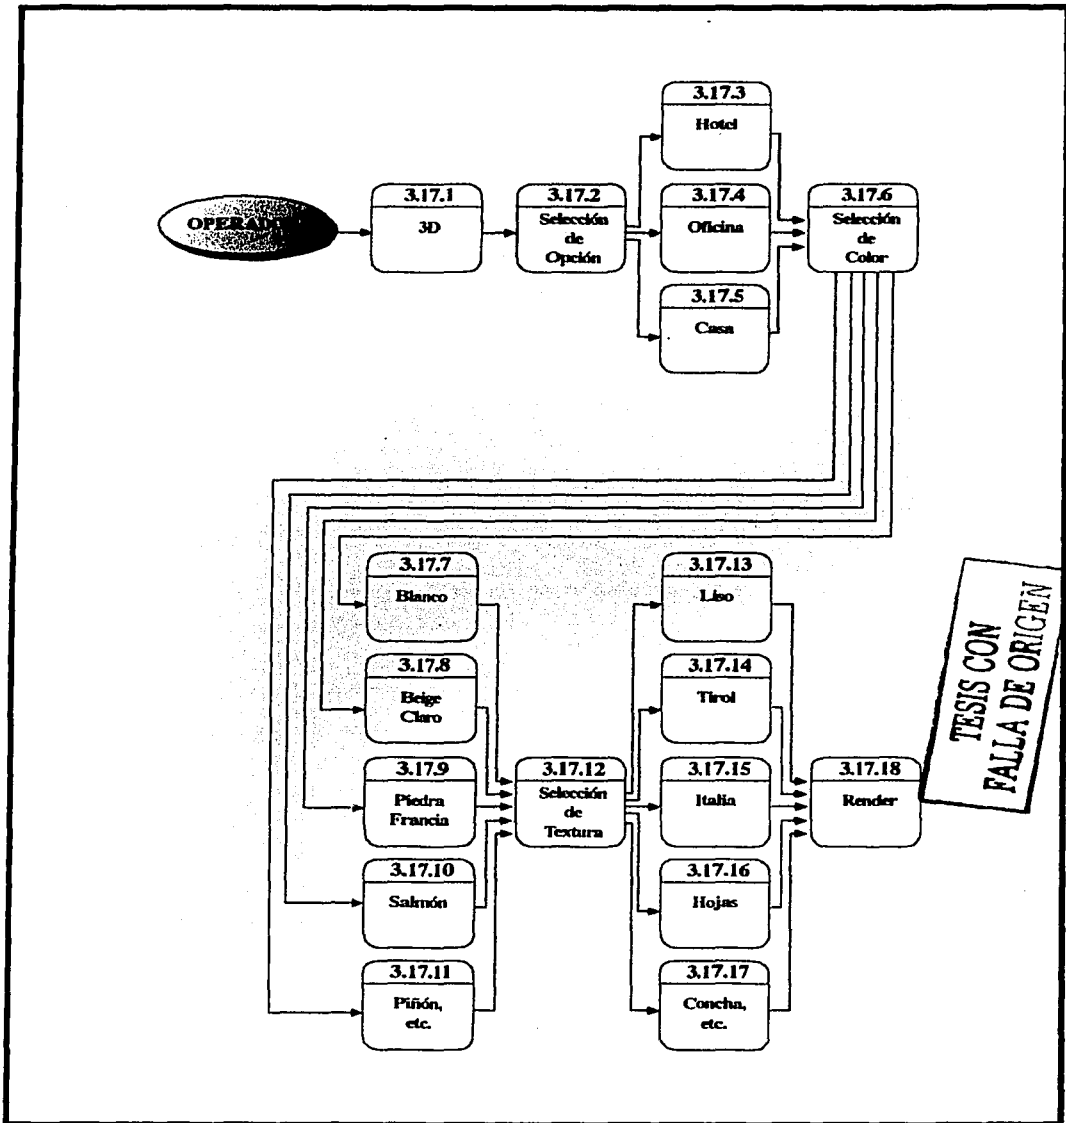 3.17.3
Hotel
OPERADO
3.17.1
3D
3.17.2
Selección
de
Opción
3.17.4
Oficina
3.17.6
Selección
de
Color
3.17.5
Casa
3.17.7
Blanco
3.17.8
Beige
Claro
3.17.9
Piedra
Francia
3.17.10
Salmón
3.17.11
Piñón,
etc.
3.17.12
Selección
de
Textura
3.17.13
Liso
3.17.14
Tirol
3.17.15
Italia
3.17.16
Hojas
3.17.17
Concha,
etc.
3.17.18
Render
TESIS CON
FALLA DE ORIGEN